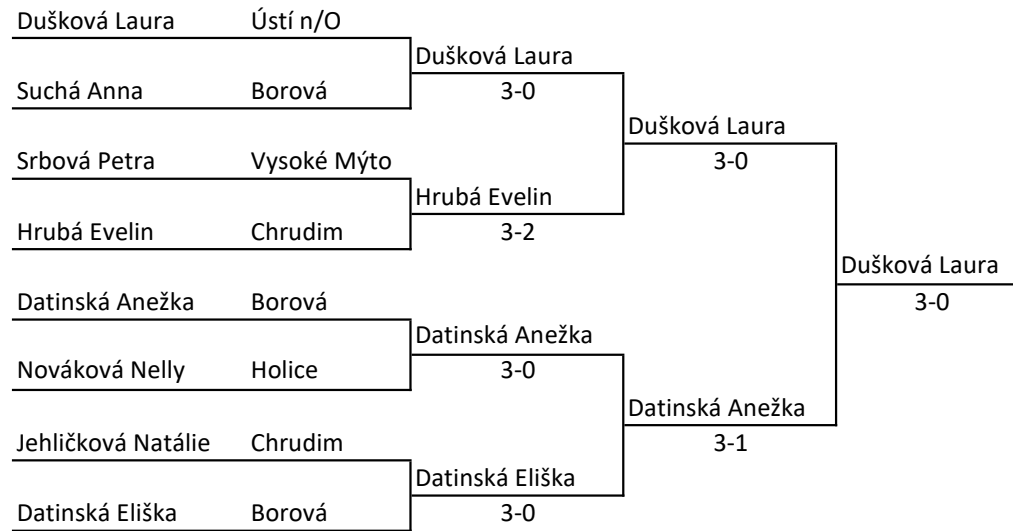 Dušková Laura Ústí n/O
Dušková Laura
Suchá Anna Borová 3-0
Dušková Laura
Srbová Petra Vysoké Mýto 3-0
Hrubá Evelin
Hrubá Evelin Chrudim 3-2
Dušková Laura
Datinská Anežka Borová 3-0
Datinská Anežka
Nováková Nelly Holice 3-0
Datinská Anežka
Jehličková Natálie Chrudim 3-1
Datinská Eliška
Datinská Eliška Borová 3-0